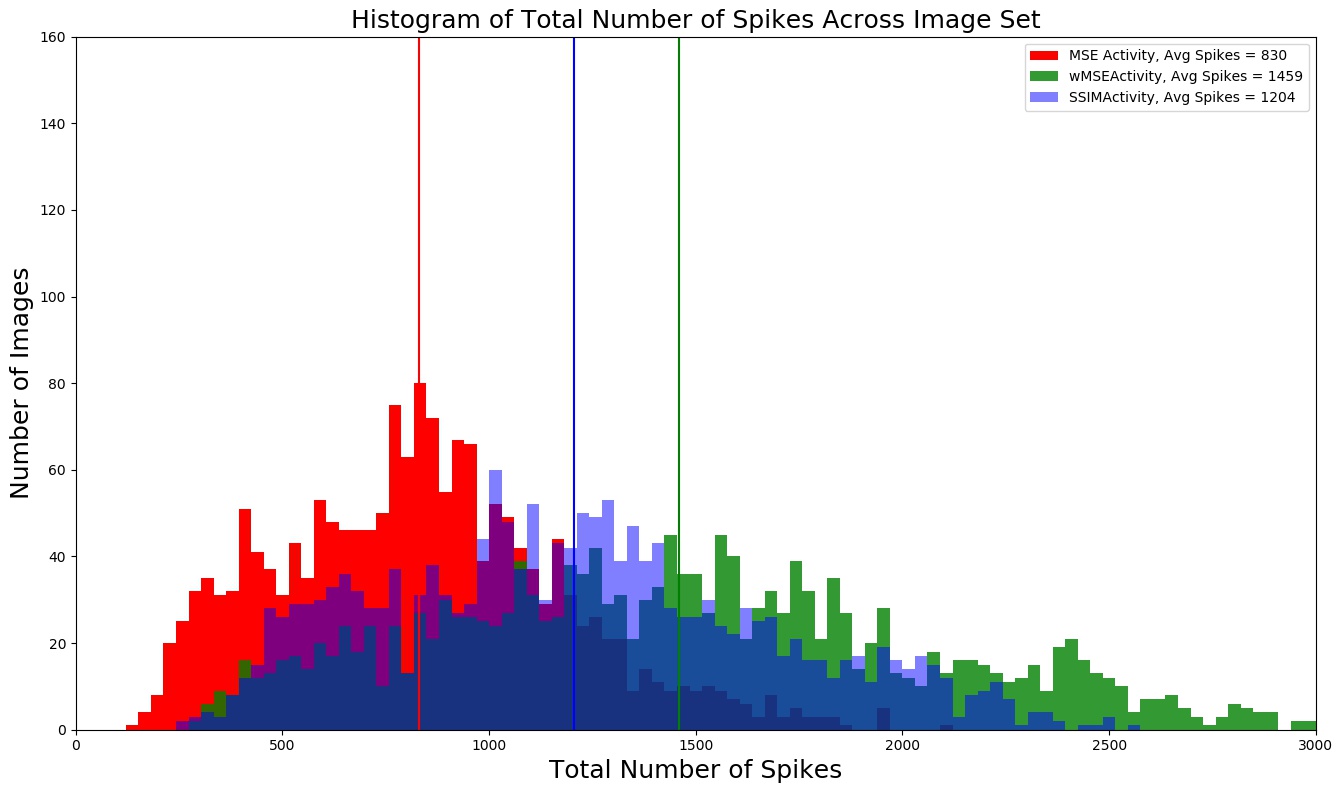 Histogram of Total Number of Spikes Across Image Set
MSE Activity, Avg Spikes = 830
wMSEActivity, Avg Spikes = 1459
SSIMActivity, Avg Spikes = 1204
Number of Images
160
140
120
100
80
60
40
20
0
0 500 1000 1500 2000 2500 3000
Total Number of Spikes